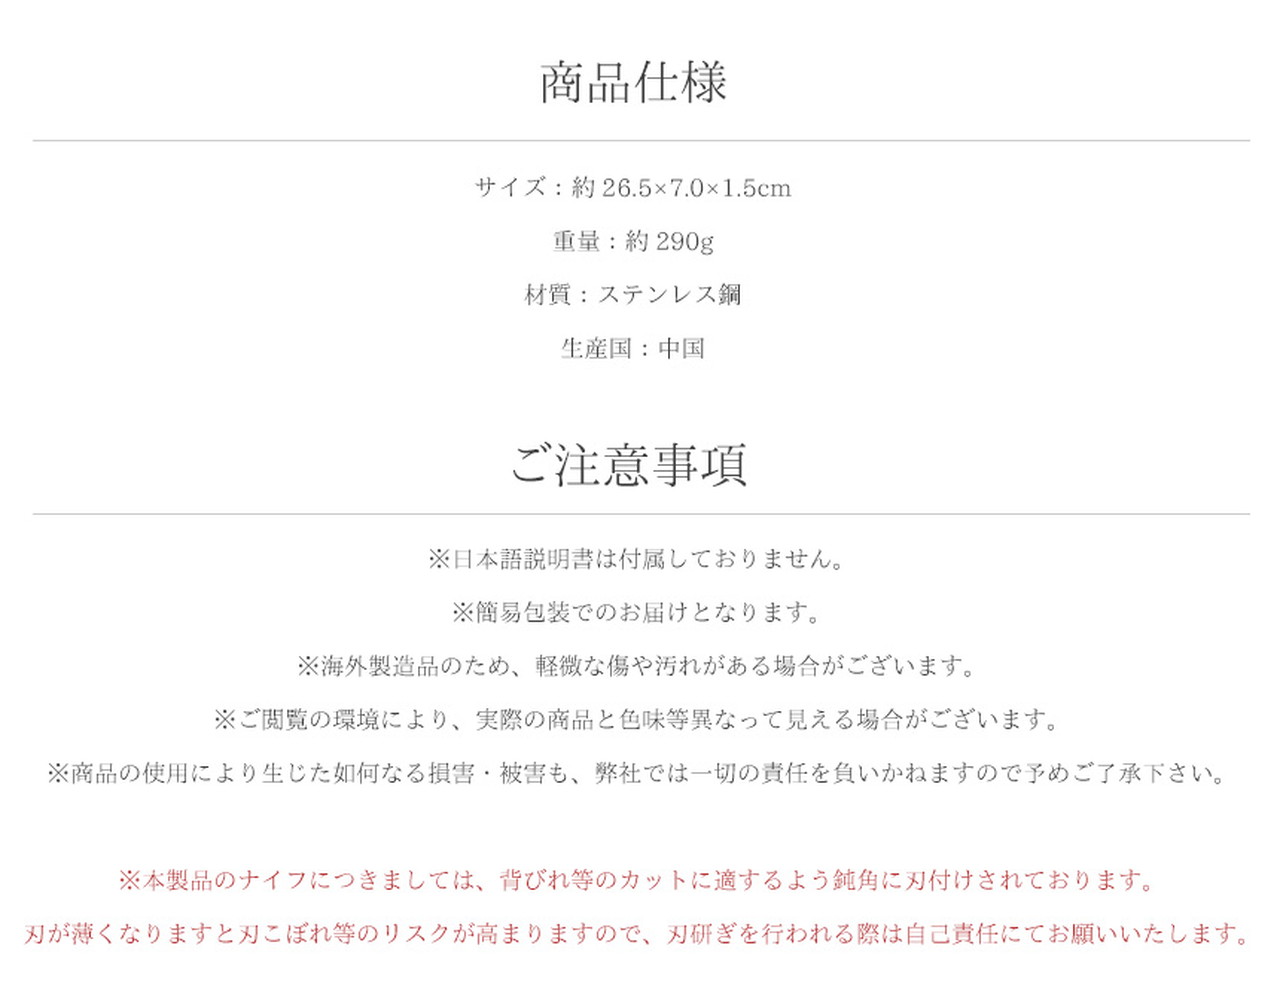 商品仕様
サイズ：約 26.5×7.0×1.5cm
重量：約 290g
材質：ステンレス鋼
生産国：中国
ご注意事項
※日本語説明書は付属しておりません。
※簡易包装でのお届けとなります。
※海外製造品のため、軽微な傷や汚れがある場合がございます。
※ご閲覧の環境により、実際の商品と色味等異なって見える場合がございます。
※商品の使用により生じた如何なる損害・被害も、弊社では一切の責任を負いかねますので予めご了承下さい。
※本製品のナイフにつきましては、背びれ等のカットに適するよう鈍角に刃付けされております。
刃が薄くなりますと刃こぼれ等のリスクが高まりますので、刃研ぎを行われる際は自己責任にてお願いいたします。